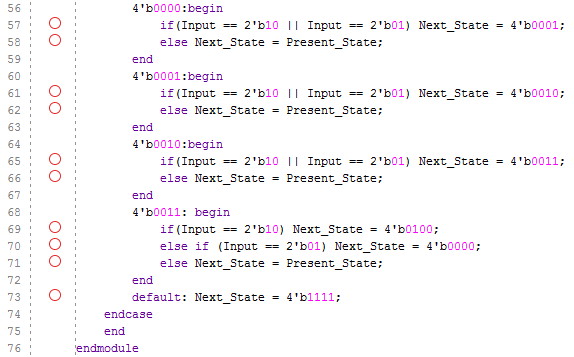 56 4'b0000:begin
57 if(Input == 2'b10 || Input == 2'b01) Next_State = 4'b0001;
58 else Next_State = Present_State;
59 end
60 4'b0001:begin
61 if(Input == 2'b10 || Input == 2'b01) Next_State = 4'b0010;
62 else Next_State = Present_State;
63 end
64 4'b0010:begin
65 if(Input == 2'b10 || Input == 2'b01) Next_State = 4'b0011;
66 else Next_State = Present_State;
67 end
68 4'b0011: begin
69 if(Input == 2'b10) Next_State = 4'b0100;
70 else if (Input == 2'b01) Next_State = 4'b0000;
71 else Next_State = Present_State;
72 end
73 default: Next_State = 4'b1111;
74 endcase
75 end
76 endmodule